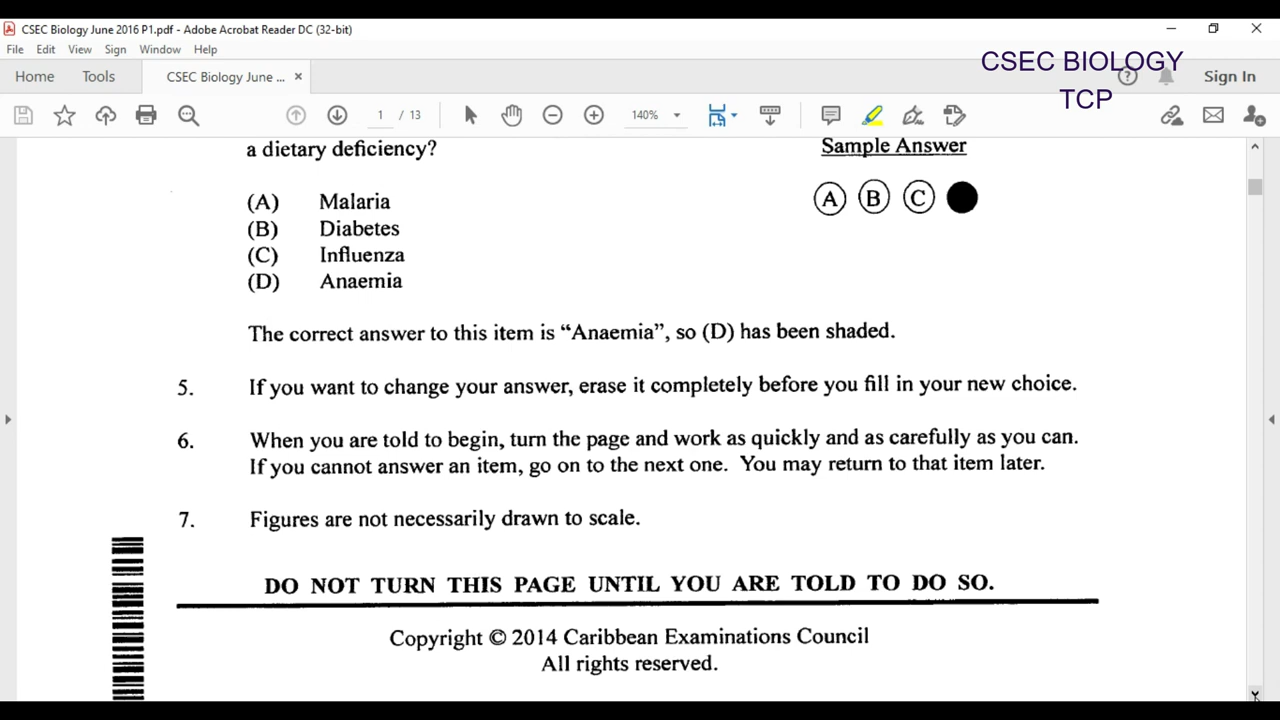 CSEC Biology June 2016 P1.pdf - Adobe Acrobat Reader DC (32-bit)
File Edit View Sign Window Help
CSEC BIOLOGY
TCP
Home Tools CSEC Biology June ... × Sign In
1 / 13 140%
a dietary deficiency?
Sample Answer
(A) Malaria
(B) Diabetes
(C) Influenza
(D) Anaemia
A B C
The correct answer to this item is “Anaemia”, so (D) has been shaded.
5. If you want to change your answer, erase it completely before you fill in your new choice.
6. When you are told to begin, turn the page and work as quickly and as carefully as you can.
If you cannot answer an item, go on to the next one. You may return to that item later.
7. Figures are not necessarily drawn to scale.
DO NOT TURN THIS PAGE UNTIL YOU ARE TOLD TO DO SO.
Copyright © 2014 Caribbean Examinations Council
All rights reserved.